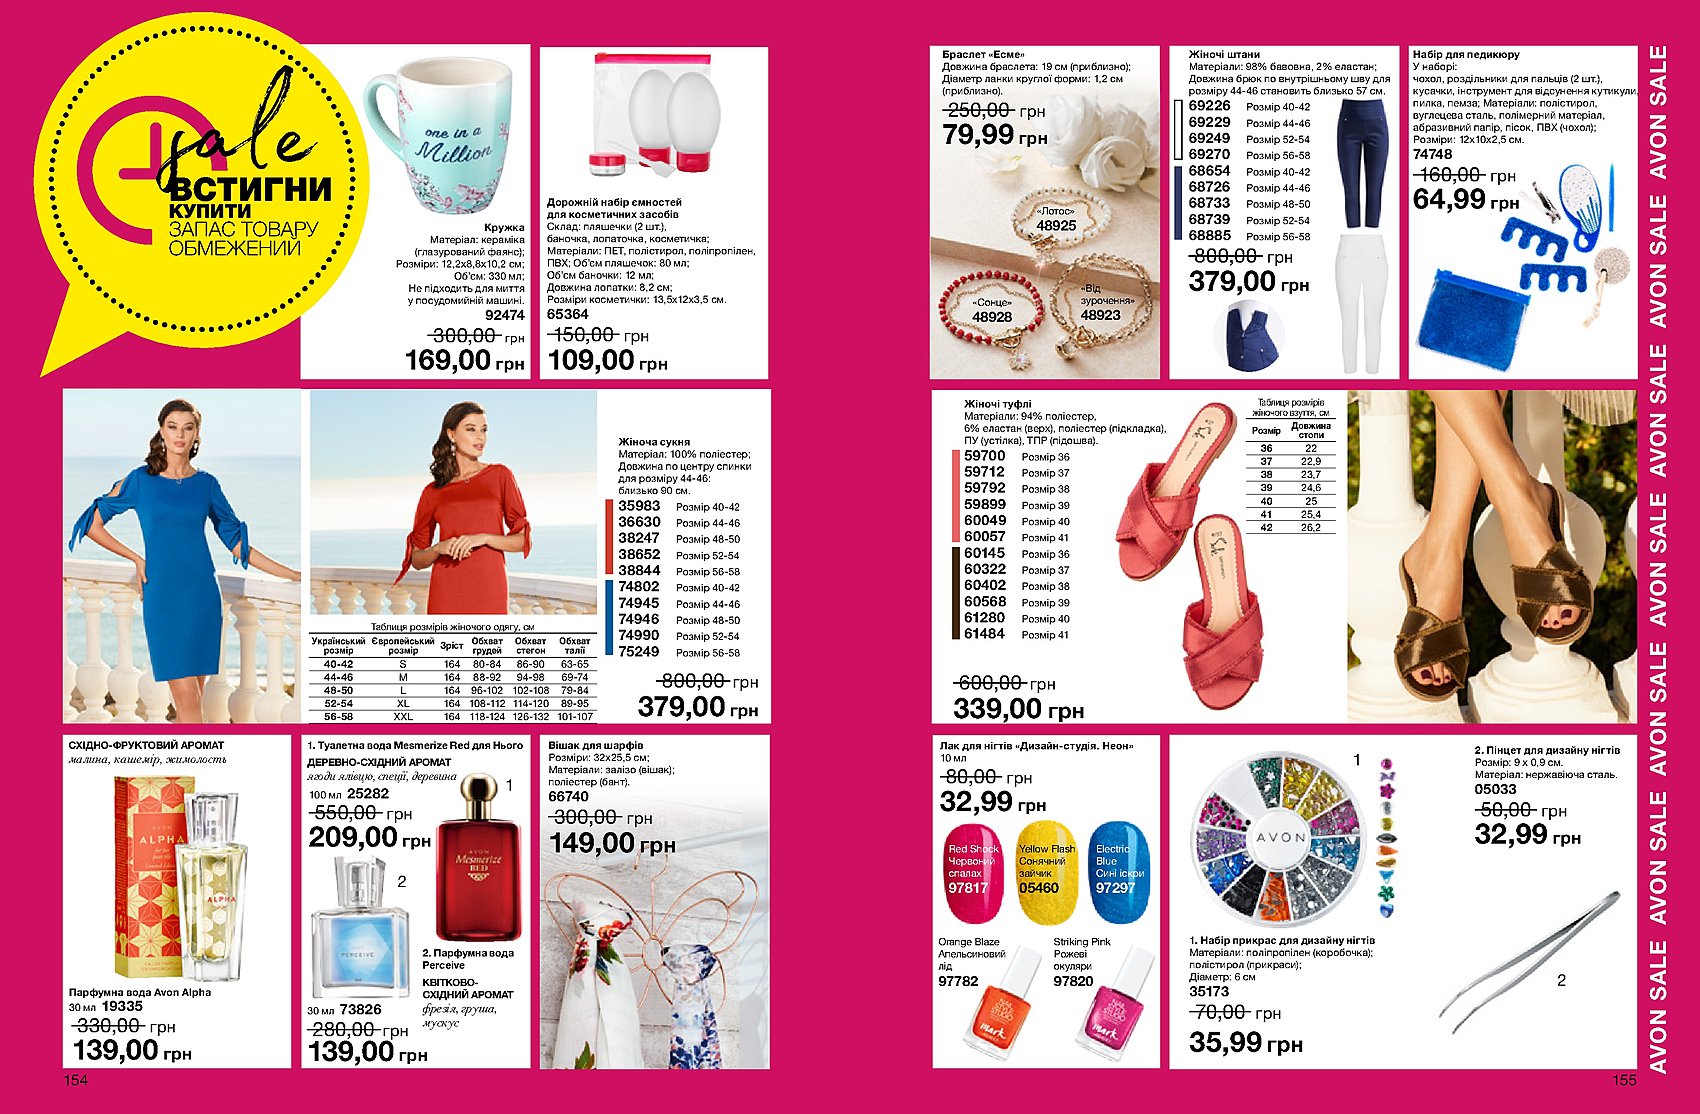 sale
ВСТИГНИ
КУПИТИ
ЗАПАС ТОВАРУ
ОБМЕЖЕНИЙ
one in a
Million
Кружка
Матеріал: кераміка
(глазурований фаянс);
Розміри: 12,2х8,8х10,2 см;
Об'єм: 330 мл;
Не підходить для миття
у посудомийній машині.
92474
300,00 грн
169,00 грн
Дорожній набір ємностей
для косметичних засобів
Склад: пляшечки (2 шт.),
баночка, лопаточка, косметичка;
Матеріали: ПЕТ, полістирол, поліпропілен,
ПВХ; Об'єм пляшечок: 80 мл;
Об'єм баночки: 12 мл;
Довжина лопатки: 8,2 см;
Розміри косметички: 13,5х12х3,5 см.
65364
150,00 грн
109,00 грн
Жіноча сукня
Матеріал: 100% поліестер;
Довжина по центру спинки
для розміру 44-46:
близько 90 см.
35983 Розмір 40-42
36630 Розмір 44-46
38247 Розмір 48-50
38652 Розмір 52-54
38844 Розмір 56-58
74802 Розмір 40-42
74945 Розмір 44-46
74946 Розмір 48-50
74990 Розмір 52-54
75249 Розмір 56-58
800,00 грн
379,00 грн
Таблиця розмірів жіночого одягу, см
Український розмір Європейський розмір Зріст Обхват грудей Обхват стегон Обхват талії
40-42 S 164 80-84 86-90 63-65
44-46 M 164 88-92 94-98 69-74
48-50 L 164 96-102 102-108 79-84
52-54 XL 164 108-112 114-120 89-95
56-58 XXL 164 118-124 126-132 101-107
СХІДНО-ФРУКТОВИЙ АРОМАТ
малина, кашемір, жимолость
AVON
ALPHA
ALPHA
Парфумна вода Avon Alpha
30 мл 19335
330,00 грн
139,00 грн
1. Туалетна вода Mesmerize Red для Нього
ДЕРЕВНО-СХІДНИЙ АРОМАТ
ягоди ялівцю, спеції, деревина
100 мл 25282
550,00 грн
209,00 грн
1
AVON
Mesmerize
RED
2
PERCEIVE
2. Парфумна вода
Perceive
КВІТКОВО-
СХІДНИЙ АРОМАТ
фрезія, груша,
мускус
30 мл 73826
280,00 грн
139,00 грн
Вішак для шарфів
Розміри: 32х25,5 см;
Матеріали: залізо (вішак);
поліестер (бант).
66740
300,00 грн
149,00 грн
154
Браслет «Есме»
Довжина браслета: 19 см (приблизно);
Діаметр ланки круглої форми: 1,2 см
(приблизно).
250,00 грн
79,99 грн
«Лотос»
48925
«Сонце»
48928
«Від
зурочення»
48923
Жіночі штани
Матеріали: 98% бавовна, 2% еластан;
Довжина брюк по внутрішньому шву для
розміру 44-46 становить близько 57 см.
69226 Розмір 40-42
69229 Розмір 44-46
69249 Розмір 52-54
69270 Розмір 56-58
68654 Розмір 40-42
68726 Розмір 44-46
68733 Розмір 48-50
68739 Розмір 52-54
68885 Розмір 56-58
800,00 грн
379,00 грн
Набір для педикюру
У наборі:
чохол, роздільники для пальців (2 шт.),
кусачки, інструмент для відсунення кутикули,
пилка, пемза; Матеріали: полістирол,
вуглецева сталь, полімерний матеріал,
абразивний папір, пісок, ПВХ (чохол);
Розміри: 12х10х2,5 см.
74748
160,00 грн
64,99 грн
Жіночі туфлі
Матеріали: 94% поліестер,
6% еластан (верх), поліестер (підкладка),
ПУ (устілка), ТПР (підошва).
59700 Розмір 36
59712 Розмір 37
59792 Розмір 38
59899 Розмір 39
60049 Розмір 40
60057 Розмір 41
60145 Розмір 36
60322 Розмір 37
60402 Розмір 38
60568 Розмір 39
61280 Розмір 40
61484 Розмір 41
600,00 грн
339,00 грн
Таблиця розмірів
жіночого взуття, см
Розмір Довжина стопи
36 22
37 22,9
38 23,7
39 24,6
40 25
41 25,4
42 26,2
Лак для нігтів «Дизайн-студія. Неон»
10 мл
80,00 грн
32,99 грн
Red Shock
Червоний
спалах
97817
Yellow Flash
Сонячний
зайчик
05460
Electric
Blue
Сині іскри
97297
Orange Blaze
Апельсиновий
лід
97782
Striking Pink
Рожеві
окуляри
97820
NAIL
STYLE
STUDIO
mark.
NAIL
STYLE
STUDIO
mark.
1
AVON
1. Набір прикрас для дизайну нігтів
Матеріали: поліпропілен (коробочка);
полістирол (прикраси);
Діаметр: 6 см
35173
70,00 грн
35,99 грн
2. Пінцет для дизайну нігтів
Розмір: 9 х 0,9 см.
Матеріал: нержавіюча сталь.
05033
50,00 грн
32,99 грн
2
AVON SALE AVON SALE AVON SALE AVON SALE AVON SALE AVON SALE AVON SALE
155